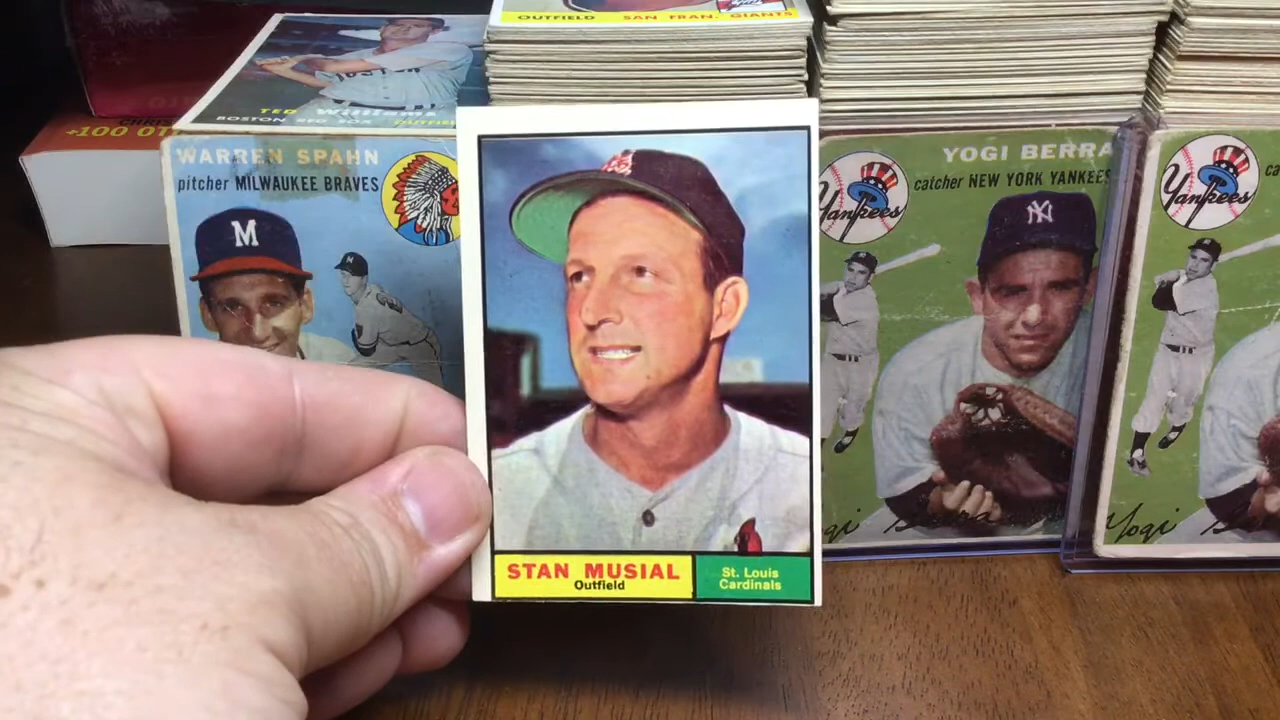 OUTFIELD SAN FRAN. GIANTS
TED Williams
BOSTON RED SOX OUTFIELD
+100
WARREN SPAHN
pitcher MILWAUKEE BRAVES
M
YOGI BERRA
catcher NEW YORK YANKEES
Yankees
NY
Yankees
STAN MUSIAL
Outfield
St. Louis
Cardinals
Yogi